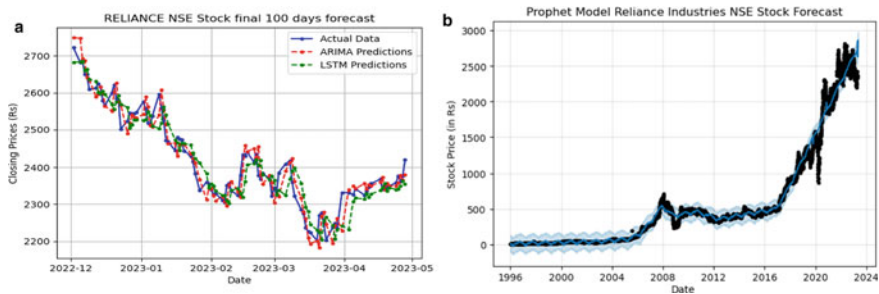 a
RELIANCE NSE Stock final 100 days forecast
Actual Data
ARIMA Predictions
LSTM Predictions
2700
2600
2500
2400
2300
2200
Closing Prices (Rs)
2022-12
2023-01
2023-02
2023-03
2023-04
2023-05
Date
b
Prophet Model Reliance Industries NSE Stock Forecast
3000
2500
2000
1500
1000
500
0
Stock Price (in Rs)
1996
2000
2004
2008
2012
2016
2020
2024
Date